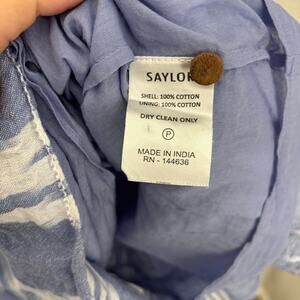 SAYLOR
SHELL: 100% COTTON
LINING: 100% COTTON
DRY CLEAN ONLY
P
MADE IN INDIA
RN - 144636